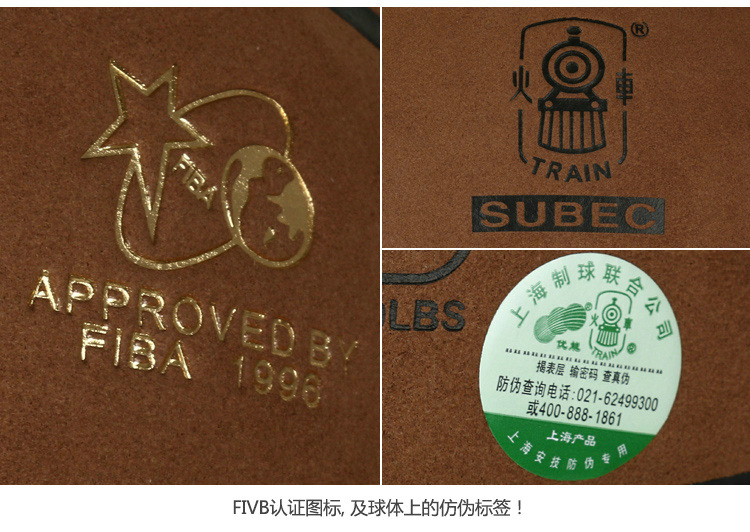 FIBA
APPROVED BY
FIBA 1996
®
火 車
TRAIN
SUBEC
LBS
上海制球联合公司
火 車
TRAIN
优能
揭表层 输密码 查真伪
防伪查询电话:021-62499300
或400-888-1861
上海产品
上海安技防伪专用
FIVB认证图标, 及球体上的仿伪标签！